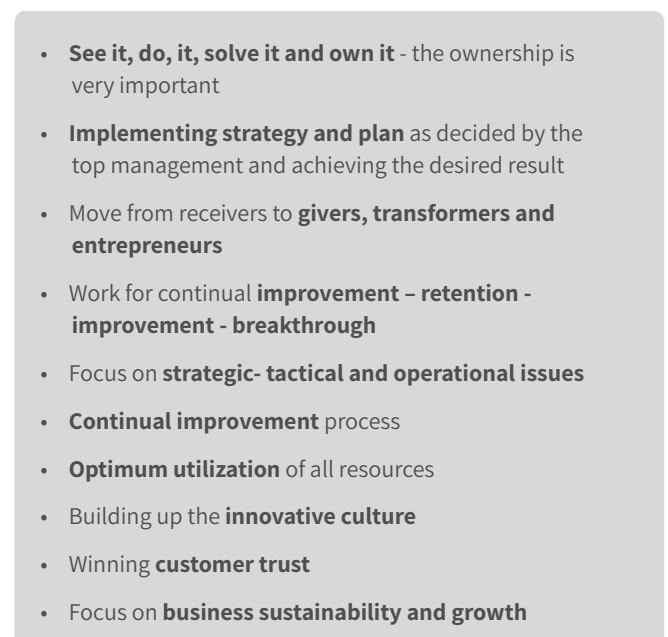 • See it, do, it, solve it and own it - the ownership is
very important
• Implementing strategy and plan as decided by the
top management and achieving the desired result
• Move from receivers to givers, transformers and
entrepreneurs
• Work for continual improvement – retention -
improvement - breakthrough
• Focus on strategic- tactical and operational issues
• Continual improvement process
• Optimum utilization of all resources
• Building up the innovative culture
• Winning customer trust
• Focus on business sustainability and growth